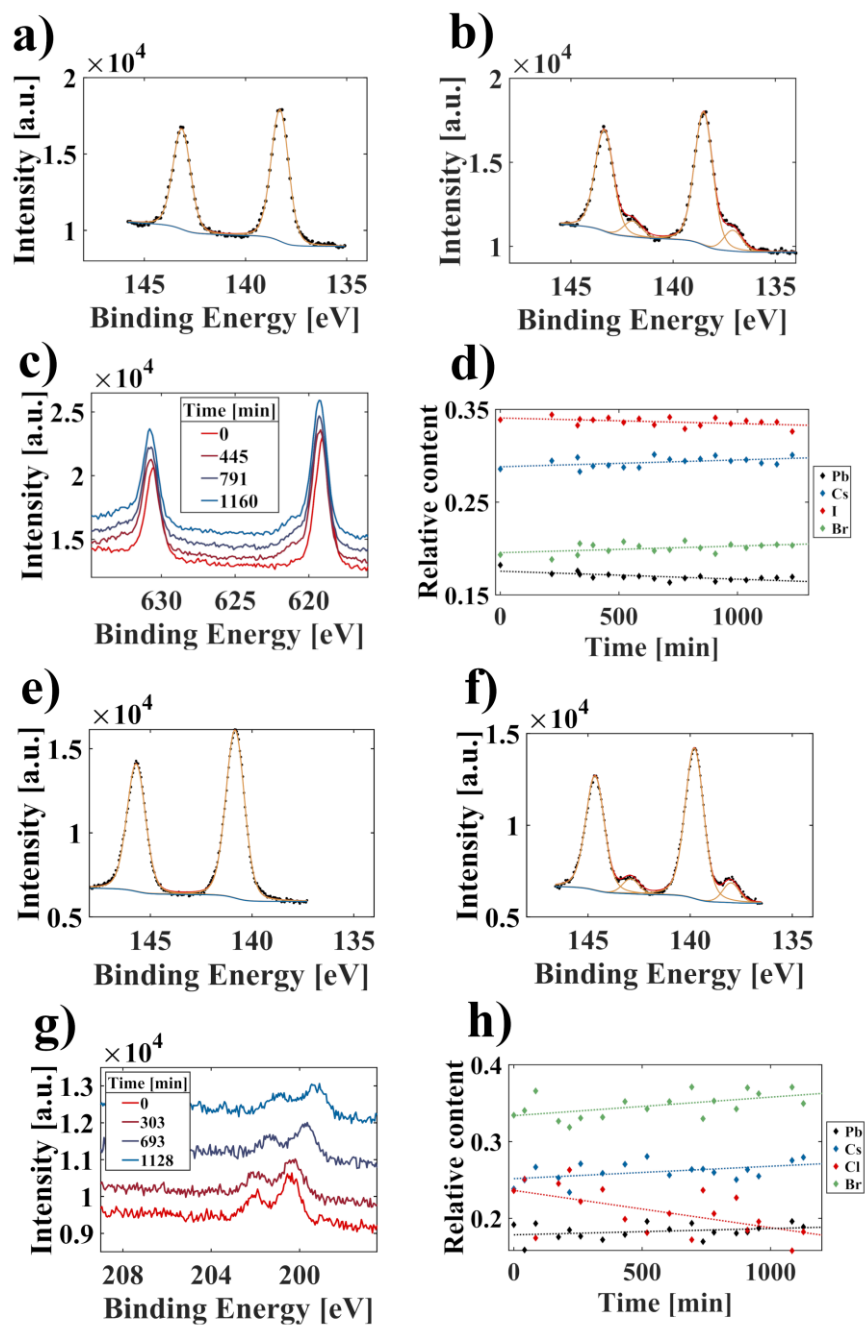 a)
×10⁴
2
1.5
1
Intensity [a.u.]
145 140 135
Binding Energy [eV]
b)
×10⁴
2
1.5
1
Intensity [a.u.]
145 140 135
Binding Energy [eV]
c)
×10⁴
2.5
2
1.5
Intensity [a.u.]
Time [min]
0
445
791
1160
630 625 620
Binding Energy [eV]
d)
0.35
0.25
0.15
Relative content
0 500 1000
Time [min]
Pb
Cs
I
Br
e)
×10⁴
1.5
1
0.5
Intensity [a.u.]
145 140 135
Binding Energy [eV]
f)
×10⁴
1.5
1
0.5
Intensity [a.u.]
145 140 135
Binding Energy [eV]
g)
×10⁴
1.3
1.2
1.1
1
0.9
Intensity [a.u.]
Time [min]
0
303
693
1128
208 204 200
Binding Energy [eV]
h)
0.4
0.3
0.2
Relative content
0 500 1000
Time [min]
Pb
Cs
Cl
Br